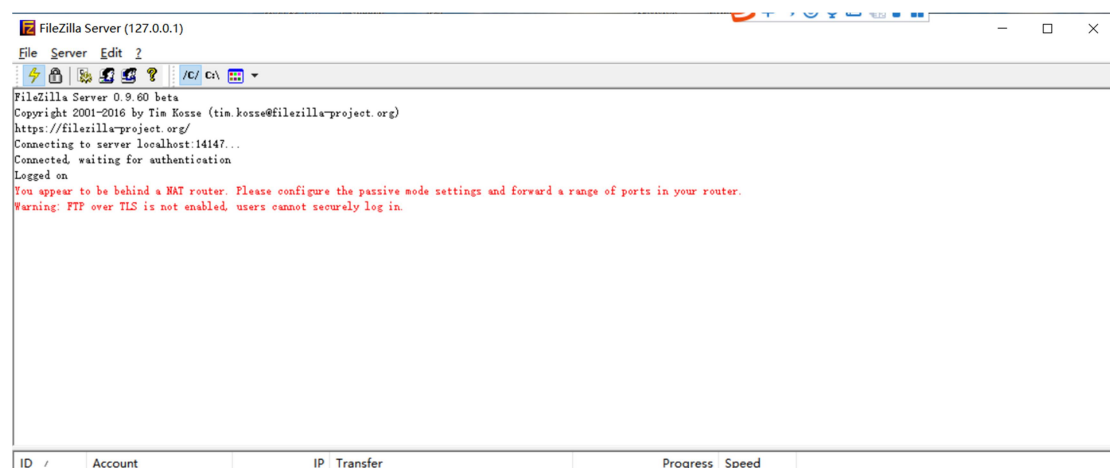 FileZilla Server (127.0.0.1)
File Server Edit ?
/C/ C:\
FileZilla Server 0.9.60 beta
Copyright 2001-2016 by Tim Kosse (tim.kosse@filezilla-project.org)
https://filezilla-project.org/
Connecting to server localhost:14147...
Connected, waiting for authentication
Logged on
You appear to be behind a NAT router. Please configure the passive mode settings and forward a range of ports in your router.
Warning: FTP over TLS is not enabled, users cannot securely log in.
ID / Account IP Transfer Progress Speed